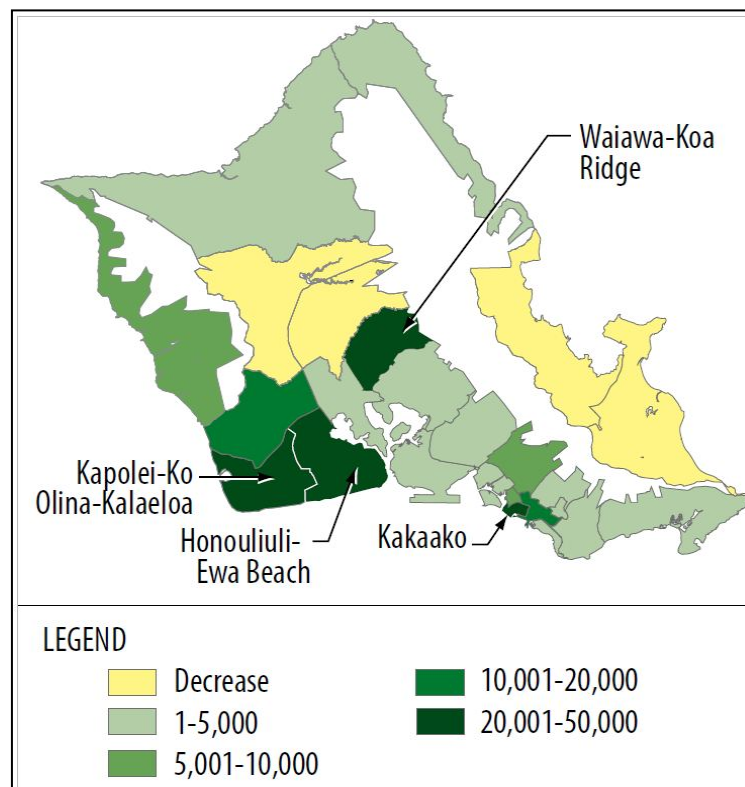 Waiawa-Koa
Ridge
Kapolei-Ko
Olina-Kalaeloa
Honouliuli-
Ewa Beach
Kakaako
LEGEND
Decrease
1-5,000
5,001-10,000
10,001-20,000
20,001-50,000